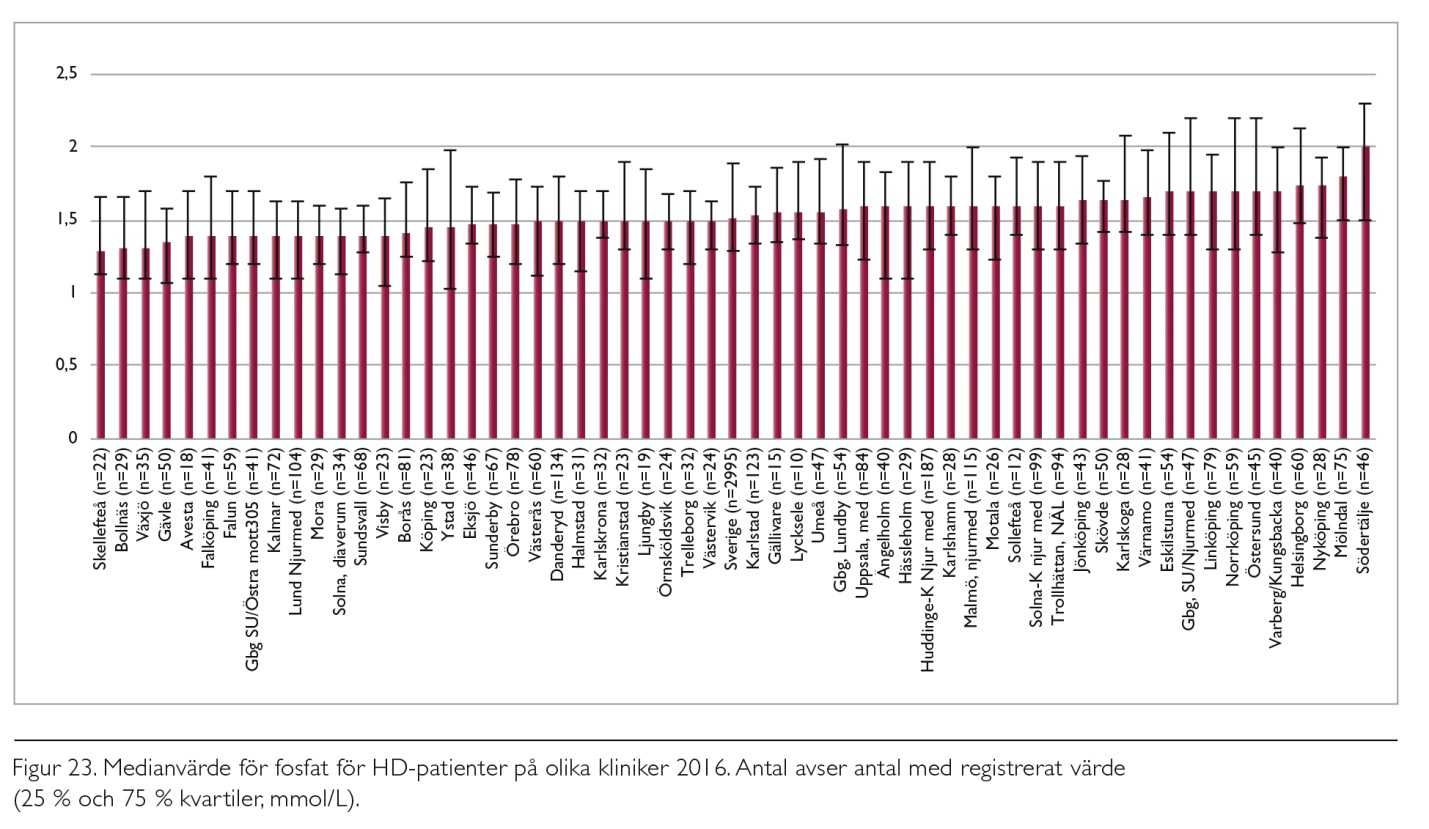 2,5
2
1,5
1
0,5
0
Skellefteå (n=22)
Bollnäs (n=29)
Växjö (n=35)
Gävle (n=50)
Avesta (n=18)
Falköping (n=41)
Falun (n=59)
Gbg SU/Östra mott305 (n=41)
Kalmar (n=72)
Lund Njurmed (n=104)
Mora (n=29)
Solna, diaverum (n=34)
Sundsvall (n=68)
Visby (n=23)
Borås (n=81)
Köping (n=23)
Ystad (n=38)
Eksjö (n=46)
Sunderby (n=67)
Örebro (n=78)
Västerås (n=60)
Danderyd (n=134)
Halmstad (n=31)
Karlskrona (n=32)
Kristianstad (n=23)
Ljungby (n=19)
Örnsköldsvik (n=24)
Trelleborg (n=32)
Västervik (n=24)
Sverige (n=2995)
Karlstad (n=123)
Gällivare (n=15)
Lycksele (n=10)
Umeå (n=47)
Gbg, Lundby (n=54)
Uppsala, med (n=84)
Ängelholm (n=40)
Hässleholm (n=29)
Huddinge-K Njur med (n=187)
Karlshamn (n=28)
Malmö, njurmed (n=115)
Motala (n=26)
Sollefteå (n=12)
Solna-K njur med (n=99)
Trollhättan, NÄL (n=94)
Jönköping (n=43)
Skövde (n=50)
Karlskoga (n=28)
Värnamo (n=41)
Eskilstuna (n=54)
Gbg, SU/Njurmed (n=47)
Linköping (n=79)
Norrköping (n=59)
Östersund (n=45)
Varberg/Kungsbacka (n=40)
Helsingborg (n=60)
Nyköping (n=28)
Mölndal (n=75)
Södertälje (n=46)
Figur 23. Medianvärde för fosfat för HD-patienter på olika kliniker 2016. Antal avser antal med registrerat värde
(25 % och 75 % kvartiler, mmol/L).